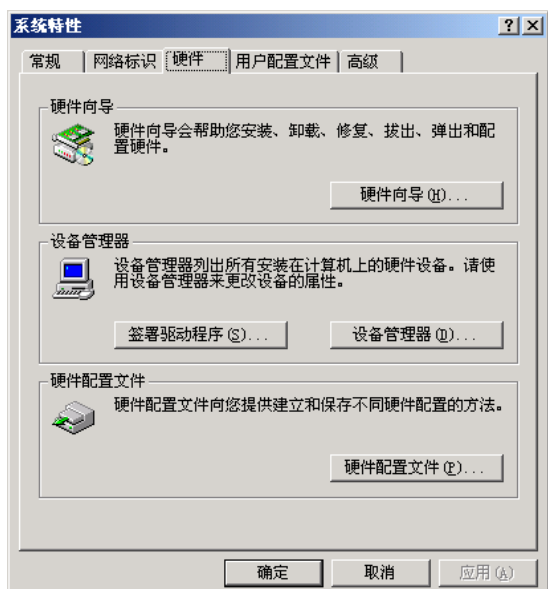 系统特性
常规
网络标识
硬件
用户配置文件
高级
硬件向导
硬件向导会帮助您安装、卸载、修复、拔出、弹出和配
置硬件。
硬件向导(H)...
设备管理器
设备管理器列出所有安装在计算机上的硬件设备。请使
用设备管理器来更改设备的属性。
签署驱动程序(S)...
设备管理器(D)...
硬件配置文件
硬件配置文件向您提供建立和保存不同硬件配置的方法。
硬件配置文件(P)...
确定
取消
应用(A)